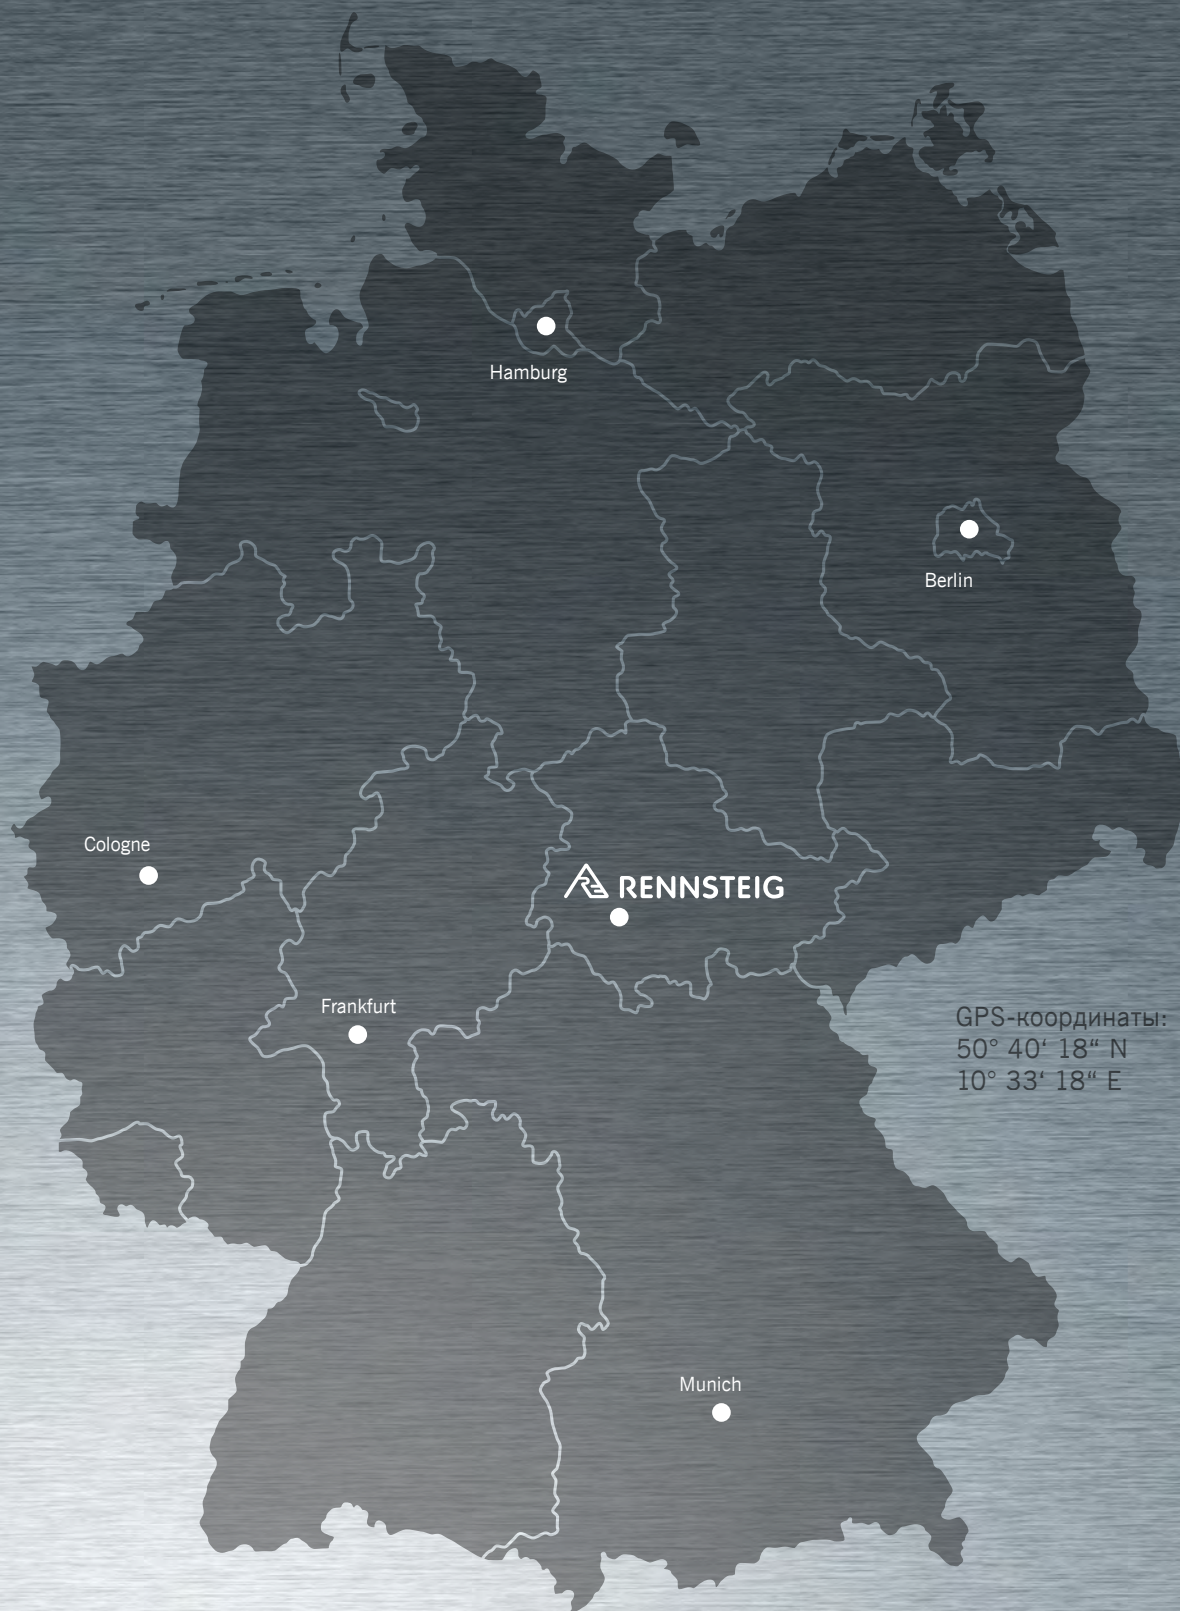 Hamburg
Berlin
Cologne
RENNSTEIG
Frankfurt
GPS-координаты:
50° 40‘ 18“ N
10° 33‘ 18“ E
Munich